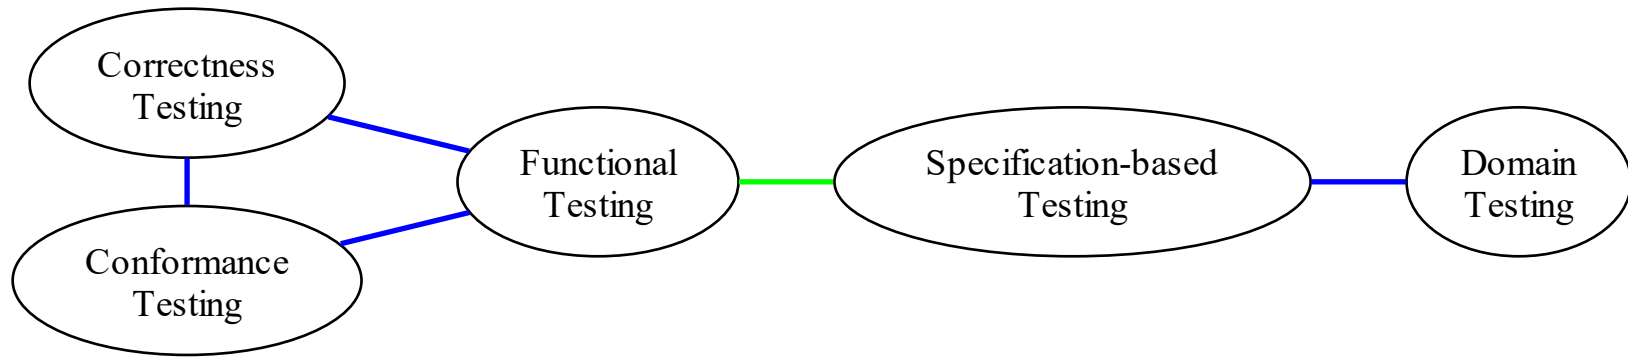 Correctness
Testing
Conformance
Testing
Functional
Testing
Specification-based
Testing
Domain
Testing